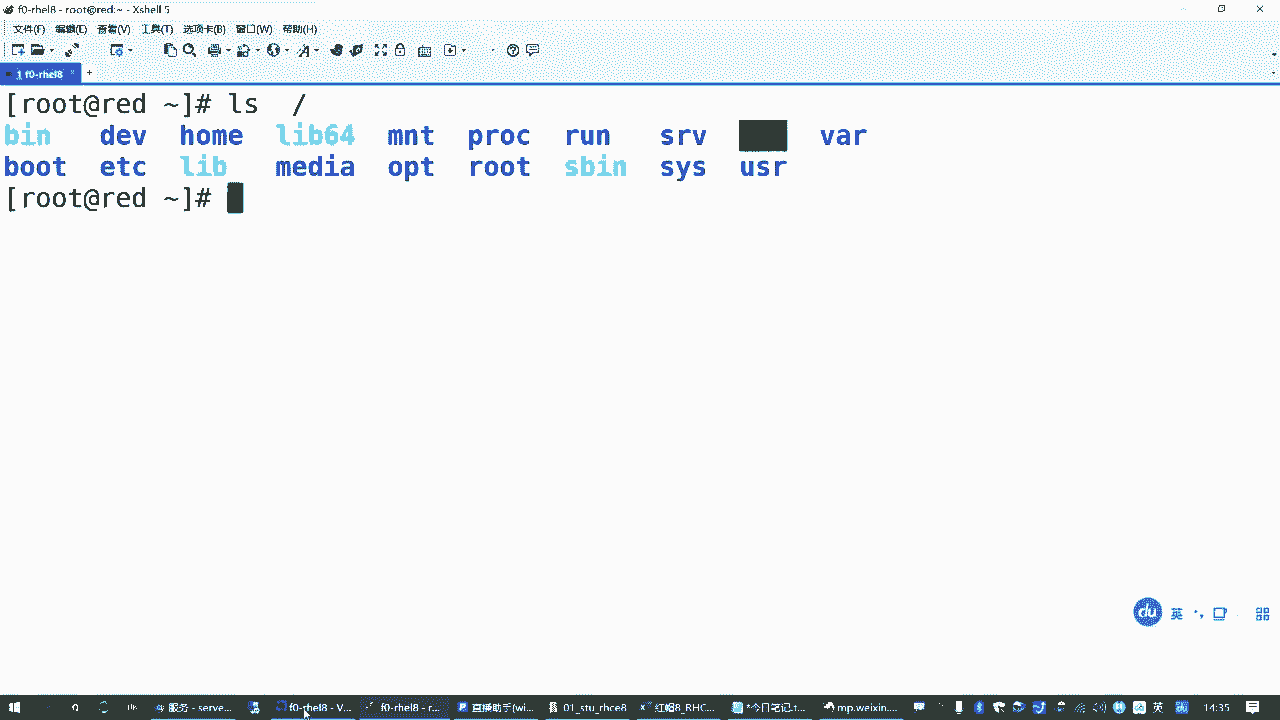 f0-rhel8 - root@red:~ - Xshell 5
文件(F) 编辑(E) 查看(V) 工具(T) 选项卡(B) 窗口(W) 帮助(H)
1 f0-rhel8 × +
[root@red ~]# ls /
bin dev home lib64 mnt proc run srv var
boot etc lib media opt root sbin sys usr
[root@red ~]#
du 英
服务 - serve... f0-rhel8 - V... f0-rhel8 - r... 直播助手(wi... 01_stu_rhce8 红帽8_RHC... *今日笔记.t... mp.weixin.... 英 14:35